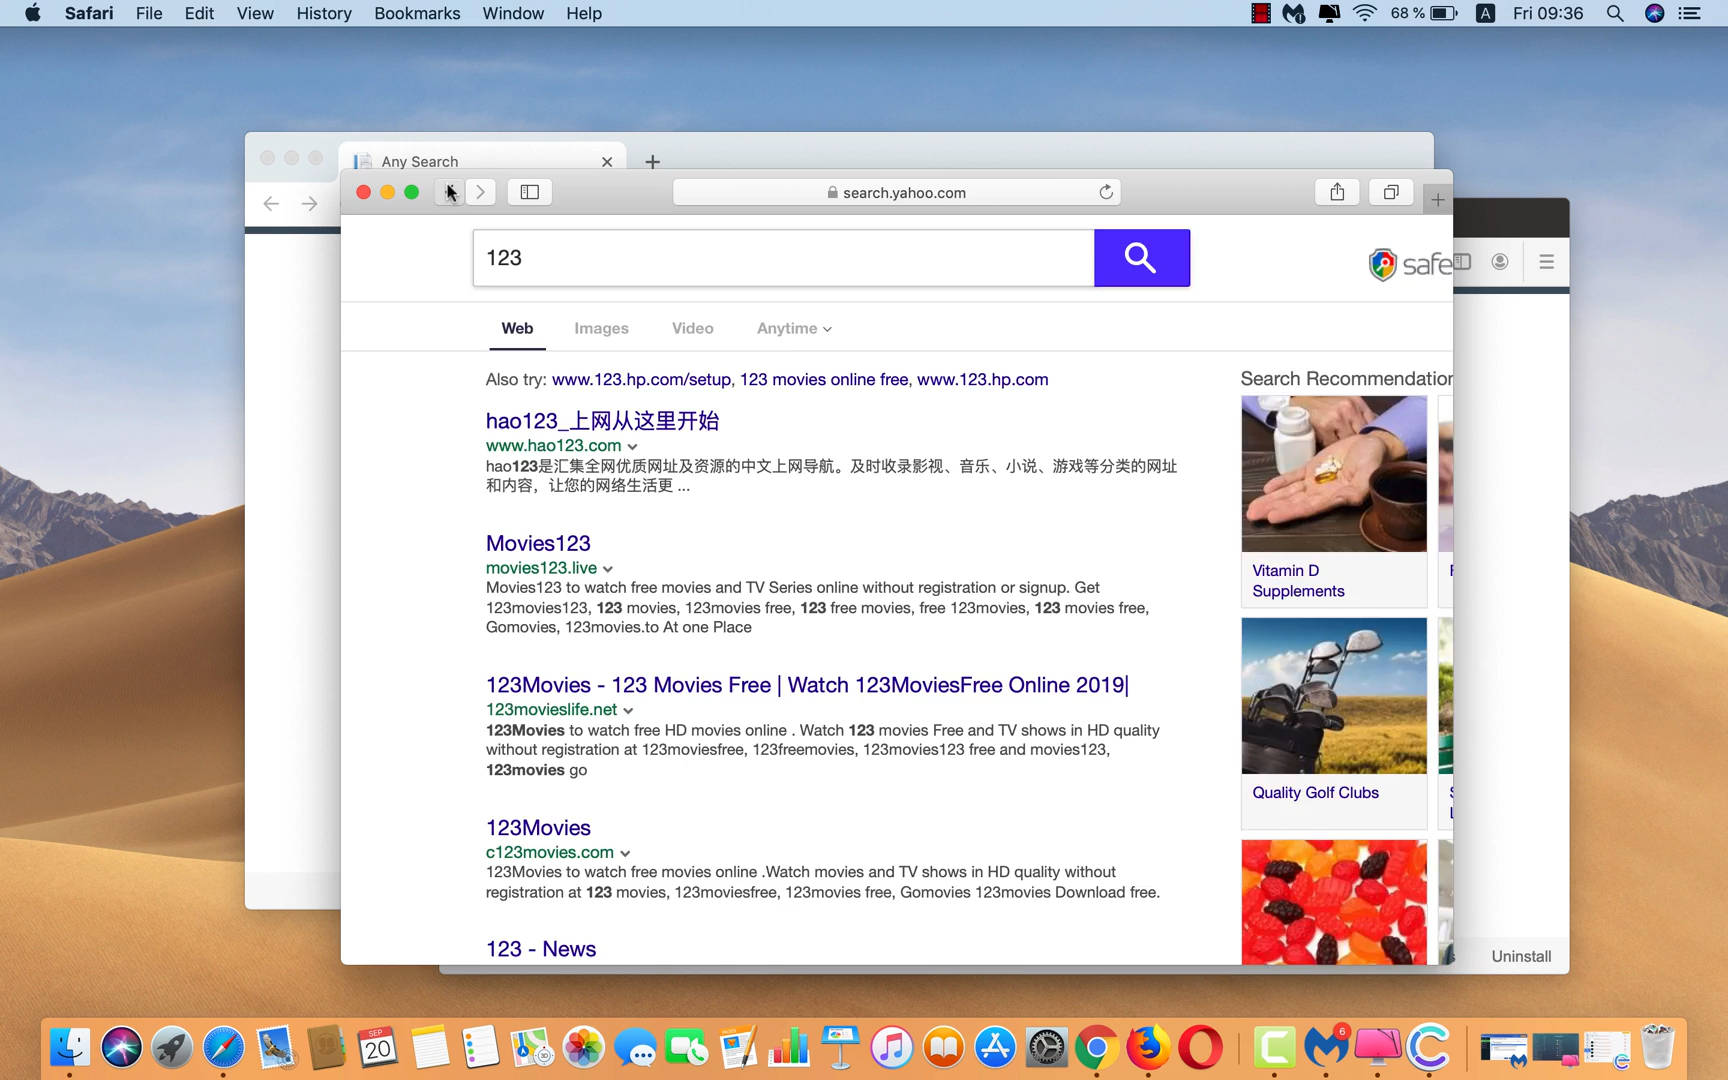 Safari File Edit View History Bookmarks Window Help
68 % A Fri 09:36
Any Search
search.yahoo.com
123
safe
Web Images Video Anytime
Also try: www.123.hp.com/setup, 123 movies online free, www.123.hp.com
hao123_上网从这里开始
www.hao123.com
hao123是汇集全网优质网址及资源的中文上网导航。及时收录影视、音乐、小说、游戏等分类的网址
和内容，让您的网络生活更 ...
Movies123
movies123.live
Movies123 to watch free movies and TV Series online without registration or signup. Get
123movies123, 123 movies, 123movies free, 123 free movies, free 123movies, 123 movies free,
Gomovies, 123movies.to At one Place
123Movies - 123 Movies Free | Watch 123MoviesFree Online 2019|
123movieslife.net
123Movies to watch free HD movies online . Watch 123 movies Free and TV shows in HD quality
without registration at 123moviesfree, 123freemovies, 123movies123 free and movies123,
123movies go
123Movies
c123movies.com
123Movies to watch free movies online .Watch movies and TV shows in HD quality without
registration at 123 movies, 123moviesfree, 123movies free, Gomovies 123movies Download free.
123 - News
Search Recommendation
Vitamin D
Supplements
Quality Golf Clubs
Uninstall
SEP
20
6